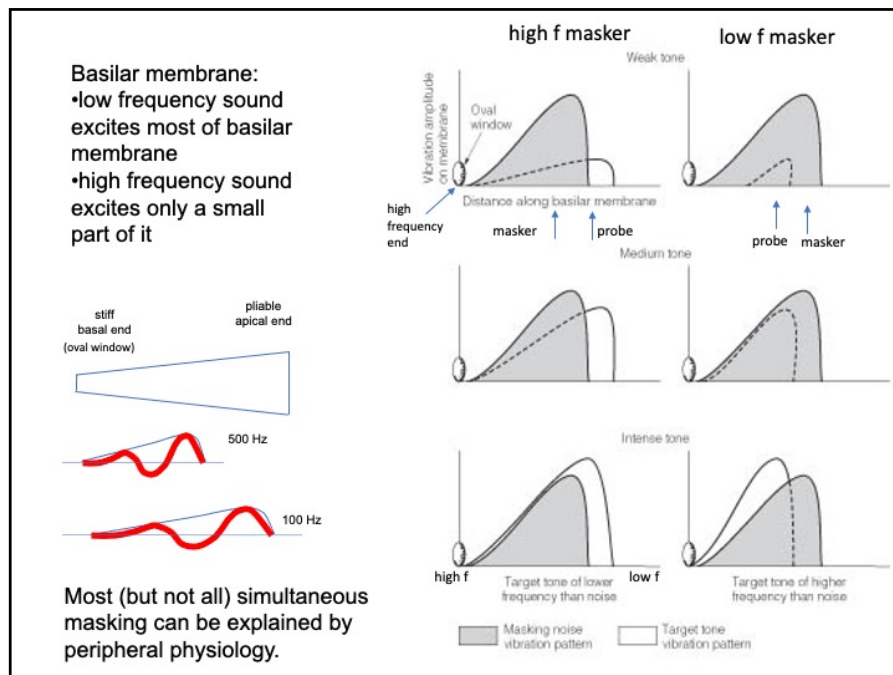 Basilar membrane:
•low frequency sound
excites most of basilar
membrane
•high frequency sound
excites only a small
part of it
stiff
basal end
(oval window)
pliable
apical end
500 Hz
100 Hz
Most (but not all) simultaneous
masking can be explained by
peripheral physiology.
high f masker
low f masker
Weak tone
Vibration amplitude
on membrane
Oval
window
Distance along basilar membrane
high
frequency
end
masker
probe
probe
masker
Medium tone
Intense tone
high f
low f
Target tone of lower
frequency than noise
Target tone of higher
frequency than noise
Masking noise
vibration pattern
Target tone
vibration pattern